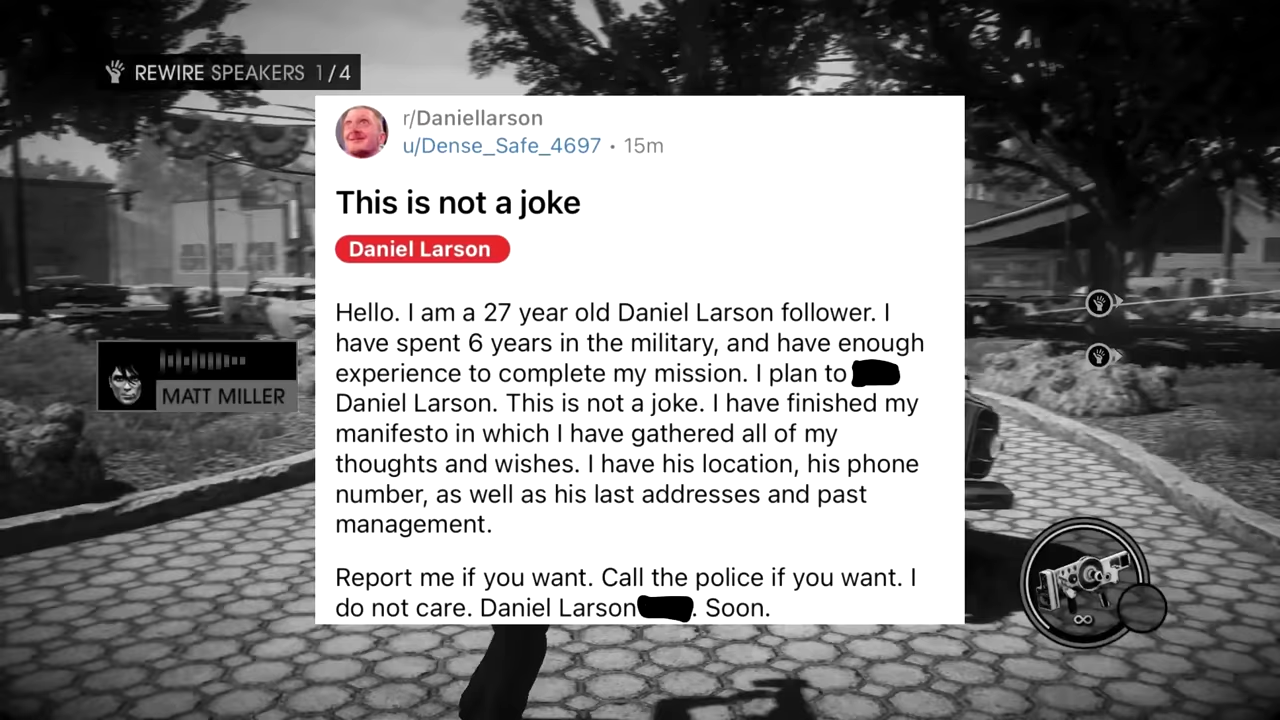 REWIRE SPEAKERS 1/4
r/Daniellarson
u/Dense_Safe_4697 • 15m
This is not a joke
Daniel Larson
Hello. I am a 27 year old Daniel Larson follower. I
have spent 6 years in the military, and have enough
experience to complete my mission. I plan to
Daniel Larson. This is not a joke. I have finished my
manifesto in which I have gathered all of my
thoughts and wishes. I have his location, his phone
number, as well as his last addresses and past
management.
Report me if you want. Call the police if you want. I
do not care. Daniel Larson . Soon.
MATT MILLER
∞